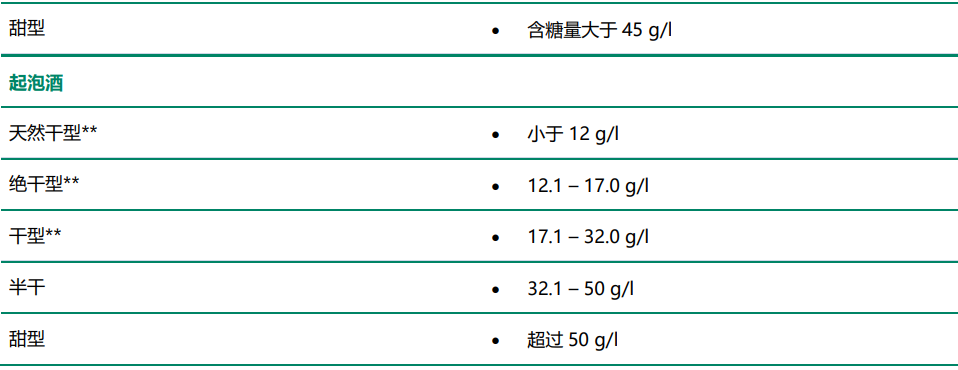 甜型 • 含糖量大于 45 g/l
起泡酒
天然干型** • 小于 12 g/l
绝干型** • 12.1 – 17.0 g/l
干型** • 17.1 – 32.0 g/l
半干 • 32.1 – 50 g/l
甜型 • 超过 50 g/l